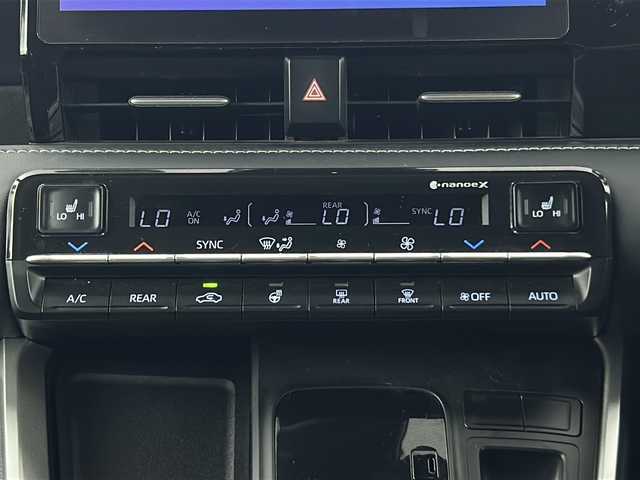 nanoeX
LO HI
LO A/C ON REAR LO SYNC LO
LO HI
SYNC
A/C REAR REAR FRONT OFF AUTO